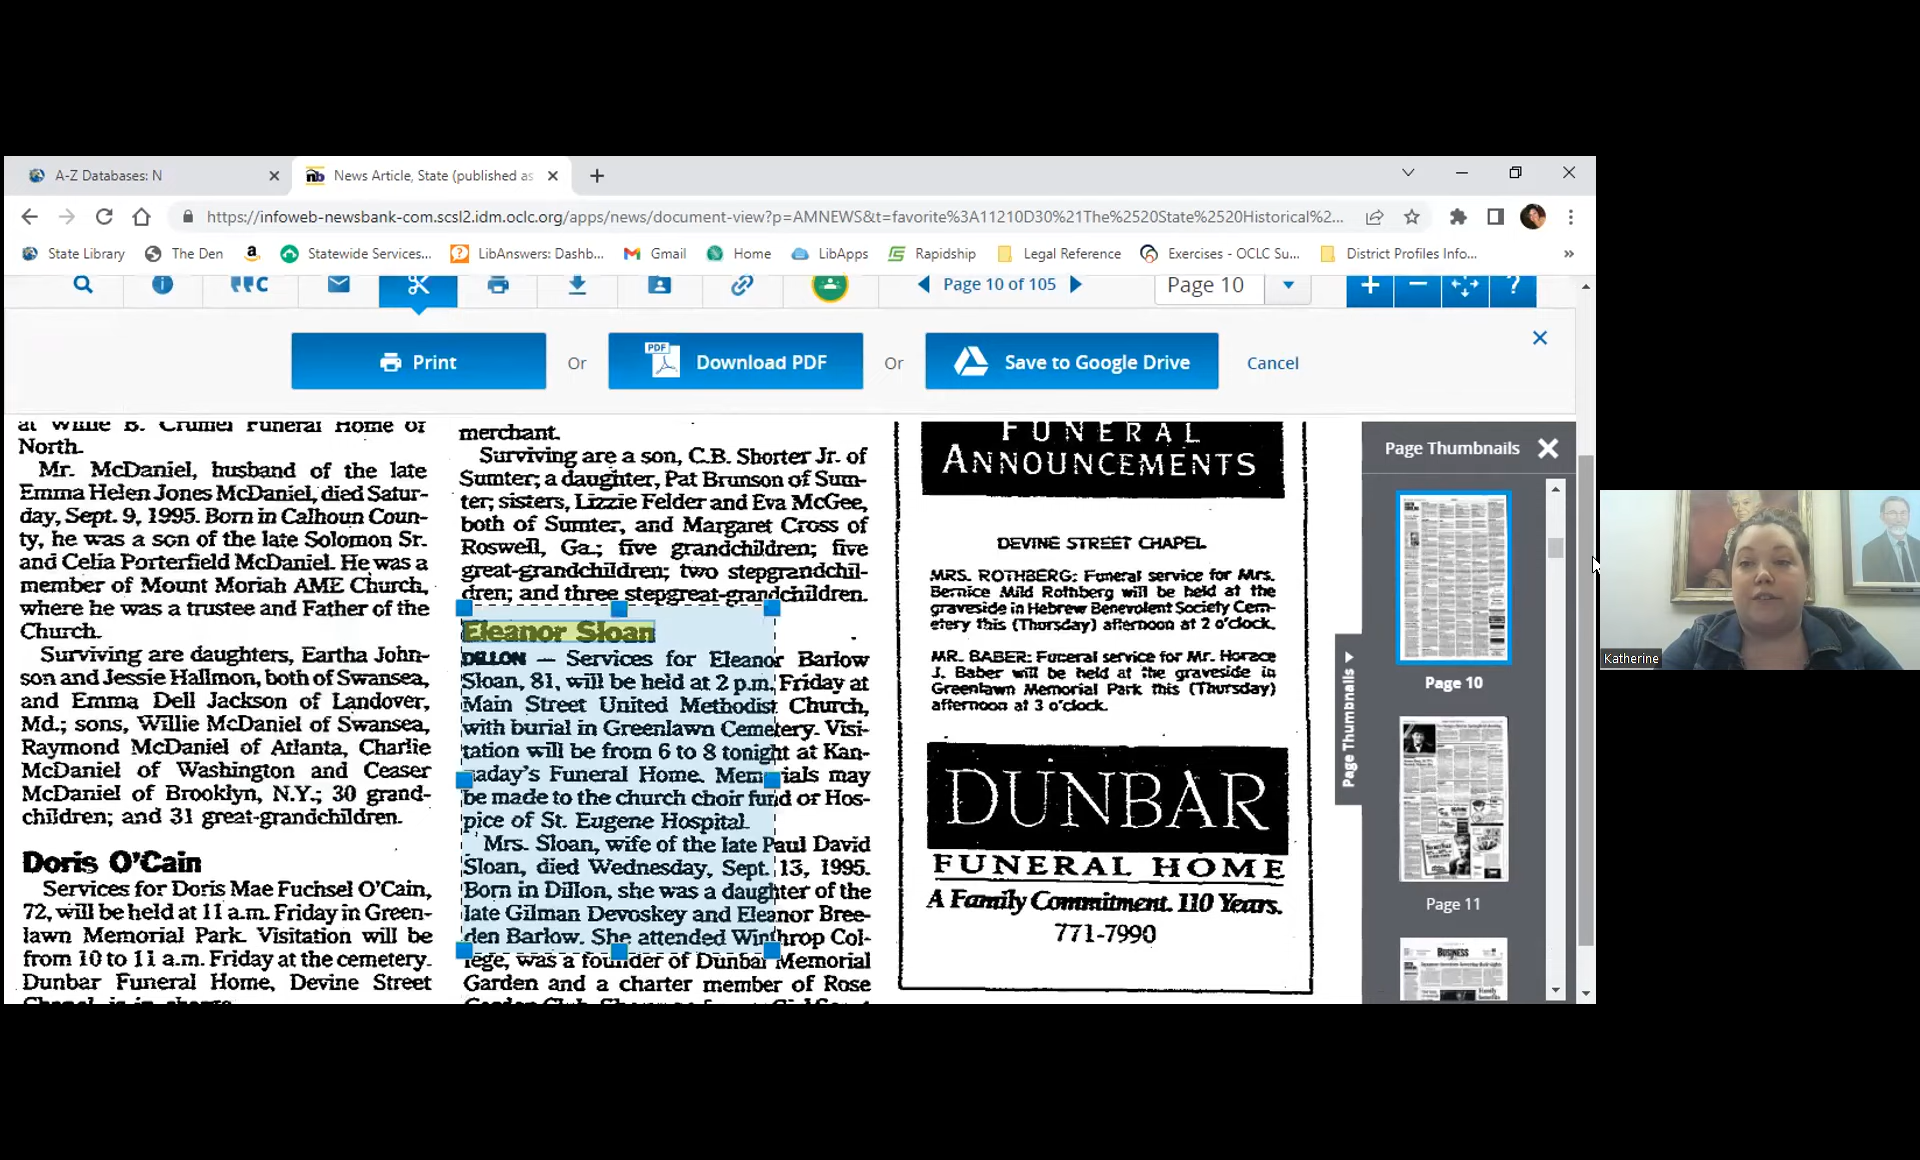 A-Z Databases: N
News Article, State (published as
https://infoweb-newsbank-com.scsl2.idm.oclc.org/apps/news/document-view?p=AMNEWS&t=favorite%3A11210D30%21The%2520State%2520Historical%2...
State Library
The Den
Statewide Services...
LibAnswers: Dashb...
Gmail
Home
LibApps
Rapidship
Legal Reference
Exercises - OCLC Su...
District Profiles Info...
»
Page 10 of 105
Page 10
Print
Or
PDF
Download PDF
Or
Save to Google Drive
Cancel
at Willie B. Crumel Funeral Home of
North.
Mr. McDaniel, husband of the late
Emma Helen Jones McDaniel, died Satur-
day, Sept. 9, 1995. Born in Calhoun Coun-
ty, he was a son of the late Solomon Sr.
and Celia Porterfield McDaniel. He was a
member of Mount Moriah AME Church,
where he was a trustee and Father of the
Church.
Surviving are daughters, Eartha John-
son and Jessie Hallmon, both of Swansea,
and Emma Dell Jackson of Landover,
Md.; sons, Willie McDaniel of Swansea,
Raymond McDaniel of Atlanta, Charlie
McDaniel of Washington and Ceaser
McDaniel of Brooklyn, N.Y.; 30 grand-
children; and 31 great-grandchildren.
Doris O'Cain
Services for Doris Mae Fuchsel O'Cain,
72, will be held at 11 a.m. Friday in Green-
lawn Memorial Park. Visitation will be
from 10 to 11 a.m. Friday at the cemetery.
Dunbar Funeral Home, Devine Street
Chapel, is in charge.
merchant.
Surviving are a son, C.B. Shorter Jr. of
Sumter; a daughter, Pat Brunson of Sum-
ter; sisters, Lizzie Felder and Eva McGee,
both of Sumter, and Margaret Cross of
Roswell, Ga.; five grandchildren; five
great-grandchildren; two stepgrandchil-
dren; and three stepgreat-grandchildren.
Eleanor Sloan
DILLON — Services for Eleanor Barlow
Sloan, 81, will be held at 2 p.m. Friday at
Main Street United Methodist Church,
with burial in Greenlawn Cemetery. Visi-
tation will be from 6 to 8 tonight at Kan-
naday's Funeral Home. Memorials may
be made to the church choir fund or Hos-
pice of St. Eugene Hospital.
Mrs. Sloan, wife of the late Paul David
Sloan, died Wednesday, Sept. 13, 1995.
Born in Dillon, she was a daughter of the
late Gilman Devoskey and Eleanor Bree-
den Barlow. She attended Winthrop Col-
lege, was a founder of Dunbar Memorial
Garden and a charter member of Rose
FUNERAL
ANNOUNCEMENTS
DEVINE STREET CHAPEL
MRS. ROTHBERG: Funeral service for Mrs.
Bernice Mild Rothberg will be held at the
graveside in Hebrew Benevolent Society Cem-
etery this (Thursday) afternoon at 2 o'clock.
MR. BABER: Funeral service for Mr. Horace
J. Baber will be held at the graveside in
Greenlawn Memorial Park this (Thursday)
afternoon at 3 o'clock.
DUNBAR
FUNERAL HOME
A Family Commitment. 110 Years.
771-7990
Page Thumbnails
Page Thumbnails
Page 10
Page 11
BUSINESS
Katherine